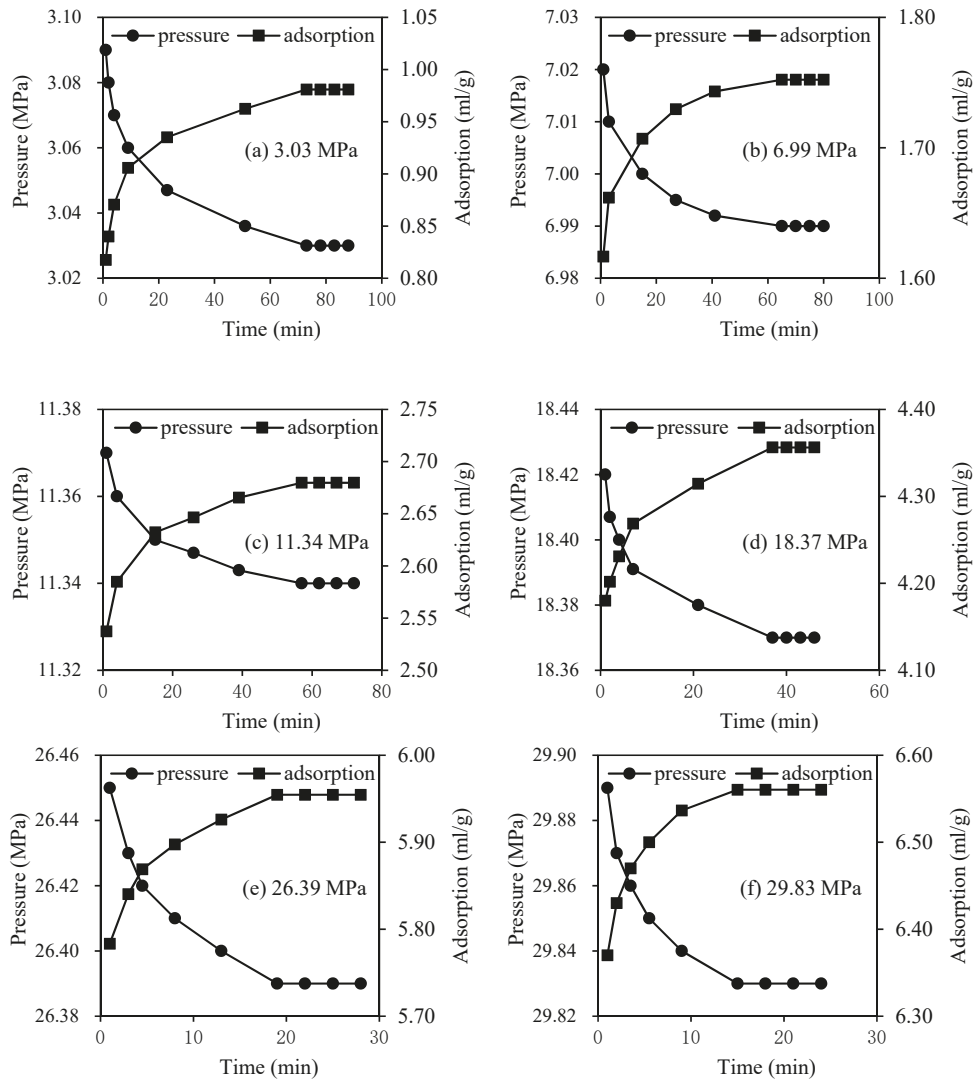 3.10
3.08
3.06
3.04
3.02
1.05
1.00
0.95
0.90
0.85
0.80
0 20 40 60 80 100
pressure adsorption
(a) 3.03 MPa
Pressure (MPa)
Adsorption (ml/g)
Time (min)
7.03
7.02
7.01
7.00
6.99
6.98
1.80
1.70
1.60
0 20 40 60 80 100
pressure adsorption
(b) 6.99 MPa
Pressure (MPa)
Adsorption (ml/g)
Time (min)
11.38
11.36
11.34
11.32
2.75
2.70
2.65
2.60
2.55
2.50
0 20 40 60 80
pressure adsorption
(c) 11.34 MPa
Pressure (MPa)
Adsorption (ml/g)
Time (min)
18.44
18.42
18.40
18.38
18.36
4.40
4.30
4.20
4.10
0 20 40 60
pressure adsorption
(d) 18.37 MPa
Pressure (MPa)
Adsorption (ml/g)
Time (min)
26.46
26.44
26.42
26.40
26.38
6.00
5.90
5.80
5.70
0 10 20 30
pressure adsorption
(e) 26.39 MPa
Pressure (MPa)
Adsorption (ml/g)
Time (min)
29.90
29.88
29.86
29.84
29.82
6.60
6.50
6.40
6.30
0 10 20 30
pressure adsorption
(f) 29.83 MPa
Pressure (MPa)
Adsorption (ml/g)
Time (min)